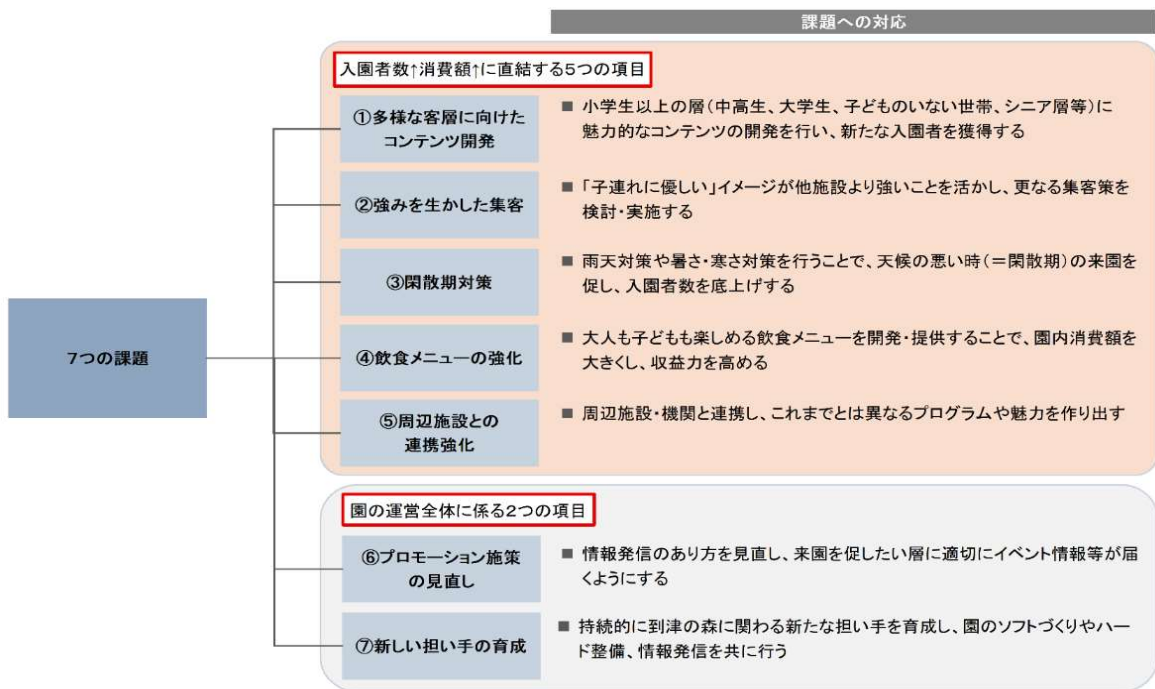 課題への対応
入園者数↑消費額↑に直結する5つの項目
①多様な客層に向けた
コンテンツ開発
■ 小学生以上の層(中高生、大学生、子どものいない世帯、シニア層等)に
魅力的なコンテンツの開発を行い、新たな入園者を獲得する
②強みを生かした集客
■ 「子連れに優しい」イメージが他施設より強いことを活かし、更なる集客策を
検討・実施する
③閑散期対策
■ 雨天対策や暑さ・寒さ対策を行うことで、天候の悪い時(=閑散期)の来園を
促し、入園者数を底上げする
7つの課題
④飲食メニューの強化
■ 大人も子どもも楽しめる飲食メニューを開発・提供することで、園内消費額を
大きくし、収益力を高める
⑤周辺施設との
連携強化
■ 周辺施設・機関と連携し、これまでとは異なるプログラムや魅力を作り出す
園の運営全体に係る2つの項目
⑥プロモーション施策
の見直し
■ 情報発信のあり方を見直し、来園を促したい層に適切にイベント情報等が届
くようにする
⑦新しい担い手の育成
■ 持続的に到津の森に関わる新たな担い手を育成し、園のソフトづくりやハー
ド整備、情報発信を共に行う